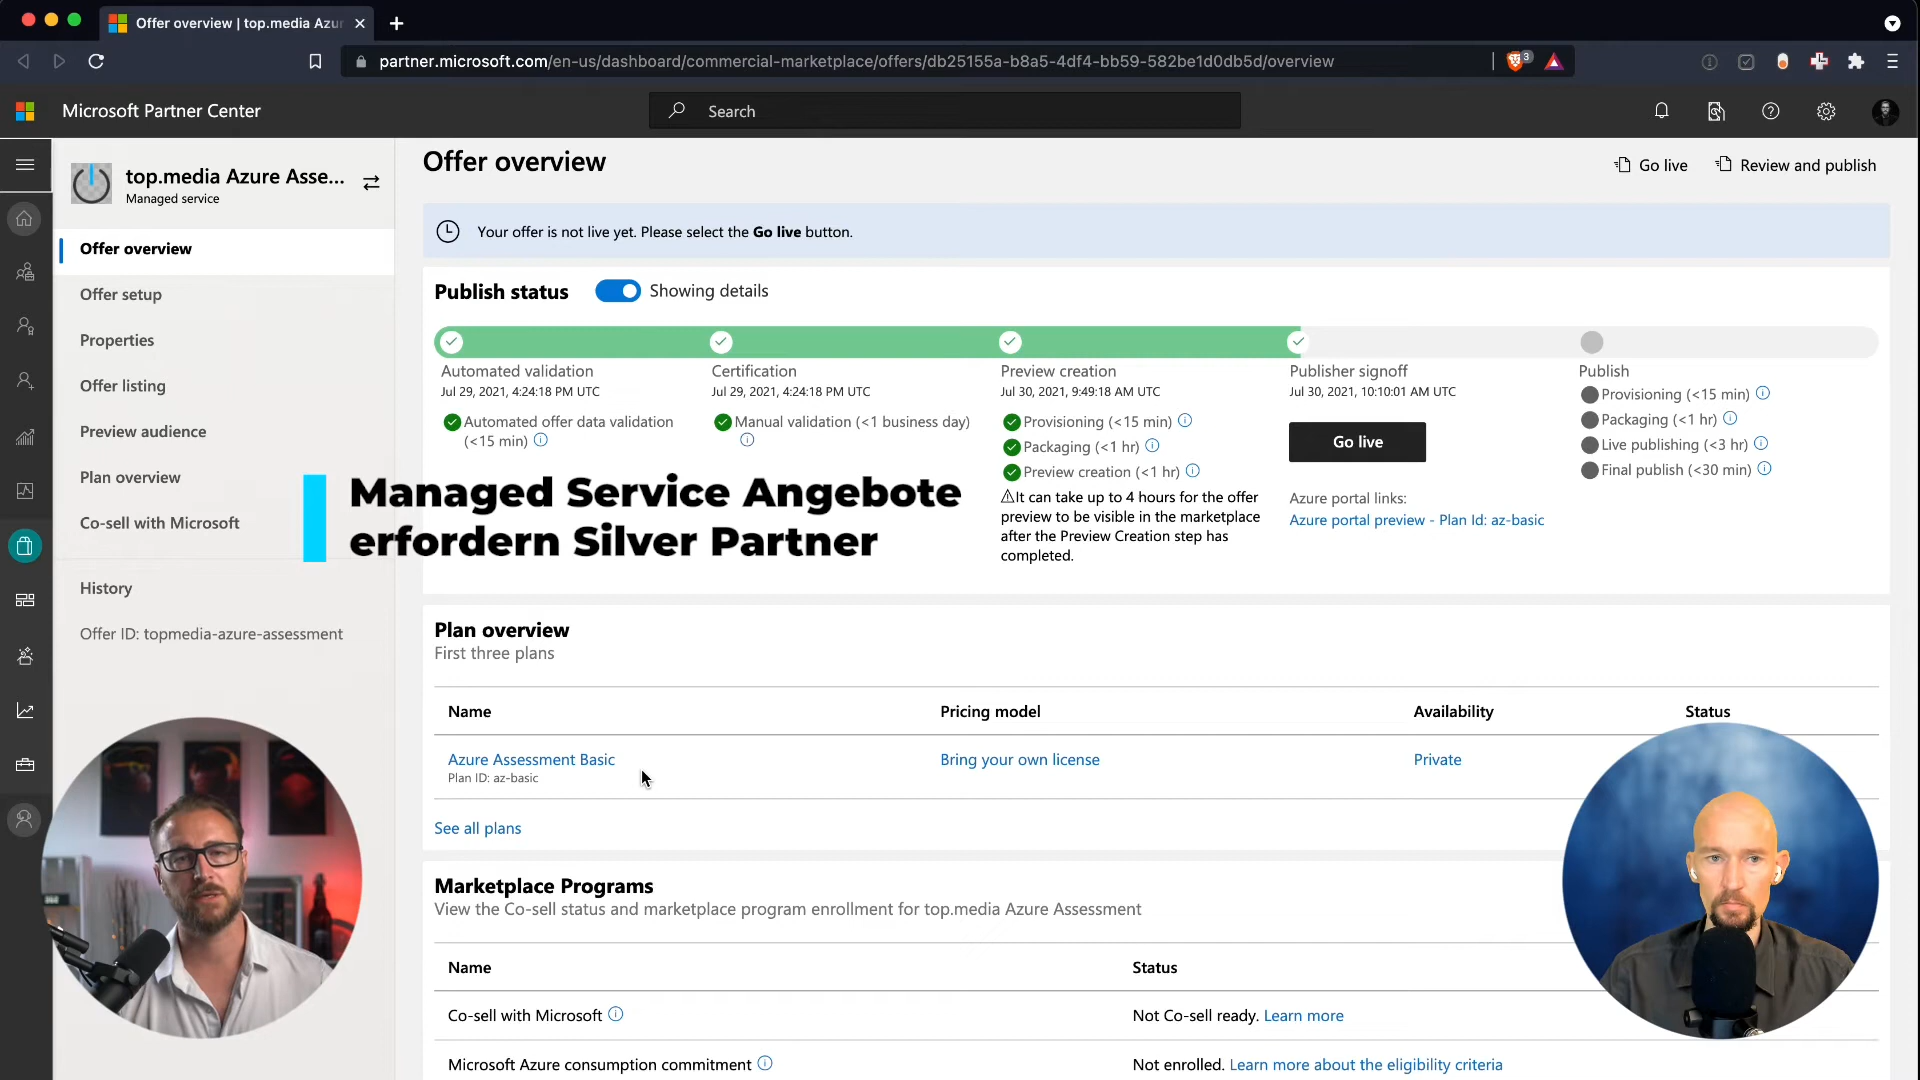 Offer overview | top.media Azur
partner.microsoft.com/en-us/dashboard/commercial-marketplace/offers/db25155a-b8a5-4df4-bb59-582be1d0db5d/overview
3
Microsoft Partner Center
Search
top.media Azure Asse...
Managed service
Offer overview
Offer setup
Properties
Offer listing
Preview audience
Plan overview
Co-sell with Microsoft
History
Offer ID: topmedia-azure-assessment
Offer overview
Go live
Review and publish
Your offer is not live yet. Please select the Go live button.
Publish status
Showing details
Automated validation
Jul 29, 2021, 4:24:18 PM UTC
Automated offer data validation
(<15 min)
Certification
Jul 29, 2021, 4:24:18 PM UTC
Manual validation (<1 business day)
Preview creation
Jul 30, 2021, 9:49:18 AM UTC
Provisioning (<15 min)
Packaging (<1 hr)
Preview creation (<1 hr)
⚠It can take up to 4 hours for the offer
preview to be visible in the marketplace
after the Preview Creation step has
completed.
Publisher signoff
Jul 30, 2021, 10:10:01 AM UTC
Go live
Azure portal links:
Azure portal preview - Plan Id: az-basic
Publish
Provisioning (<15 min)
Packaging (<1 hr)
Live publishing (<3 hr)
Final publish (<30 min)
Managed Service Angebote
erfordern Silver Partner
Plan overview
First three plans
Name Pricing model Availability Status
Azure Assessment Basic Bring your own license Private
Plan ID: az-basic
See all plans
Marketplace Programs
View the Co-sell status and marketplace program enrollment for top.media Azure Assessment
Name Status
Co-sell with Microsoft Not Co-sell ready. Learn more
Microsoft Azure consumption commitment Not enrolled. Learn more about the eligibility criteria